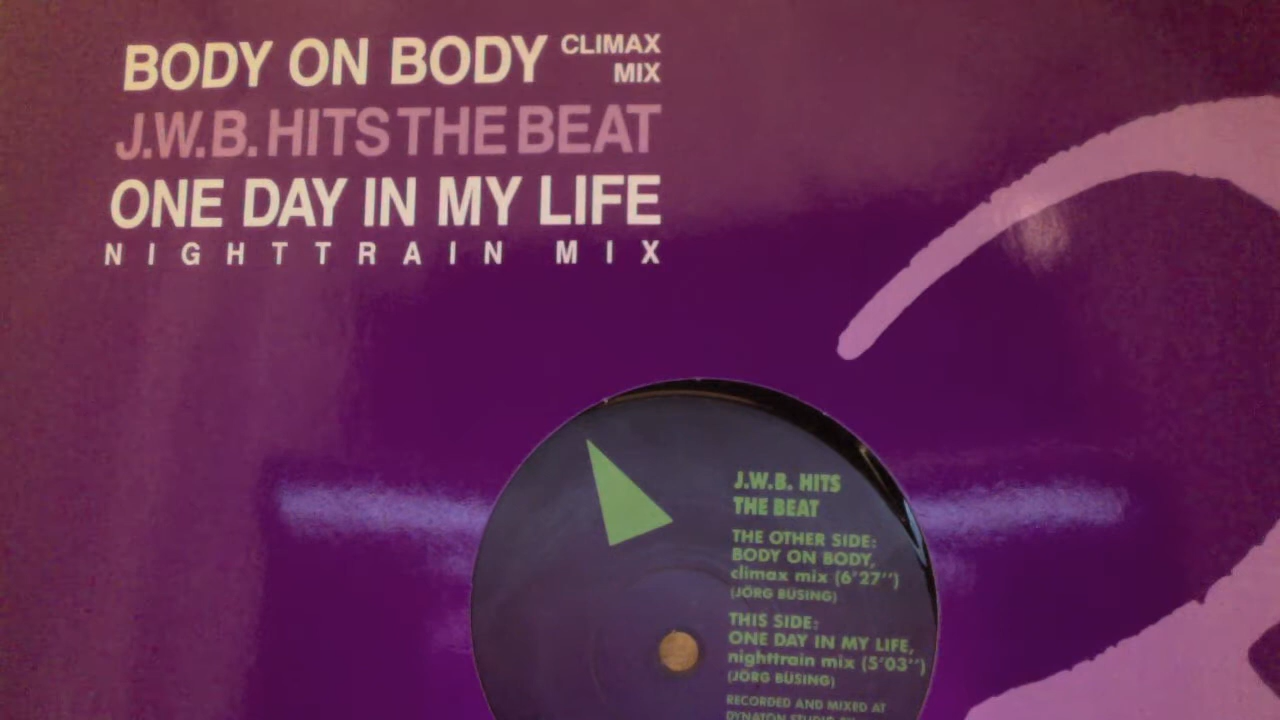 BODY ON BODY CLIMAX
MIX
J.W.B. HITS THE BEAT
ONE DAY IN MY LIFE
NIGHTTRAIN MIX
J.W.B. HITS
THE BEAT
THE OTHER SIDE:
BODY ON BODY,
climax mix (6'27'')
(JÖRG BÜSING)
THIS SIDE:
ONE DAY IN MY LIFE,
nighttrain mix (5'03'')
(JÖRG BÜSING)
RECORDED AND MIXED AT
DYNATON STUDIO